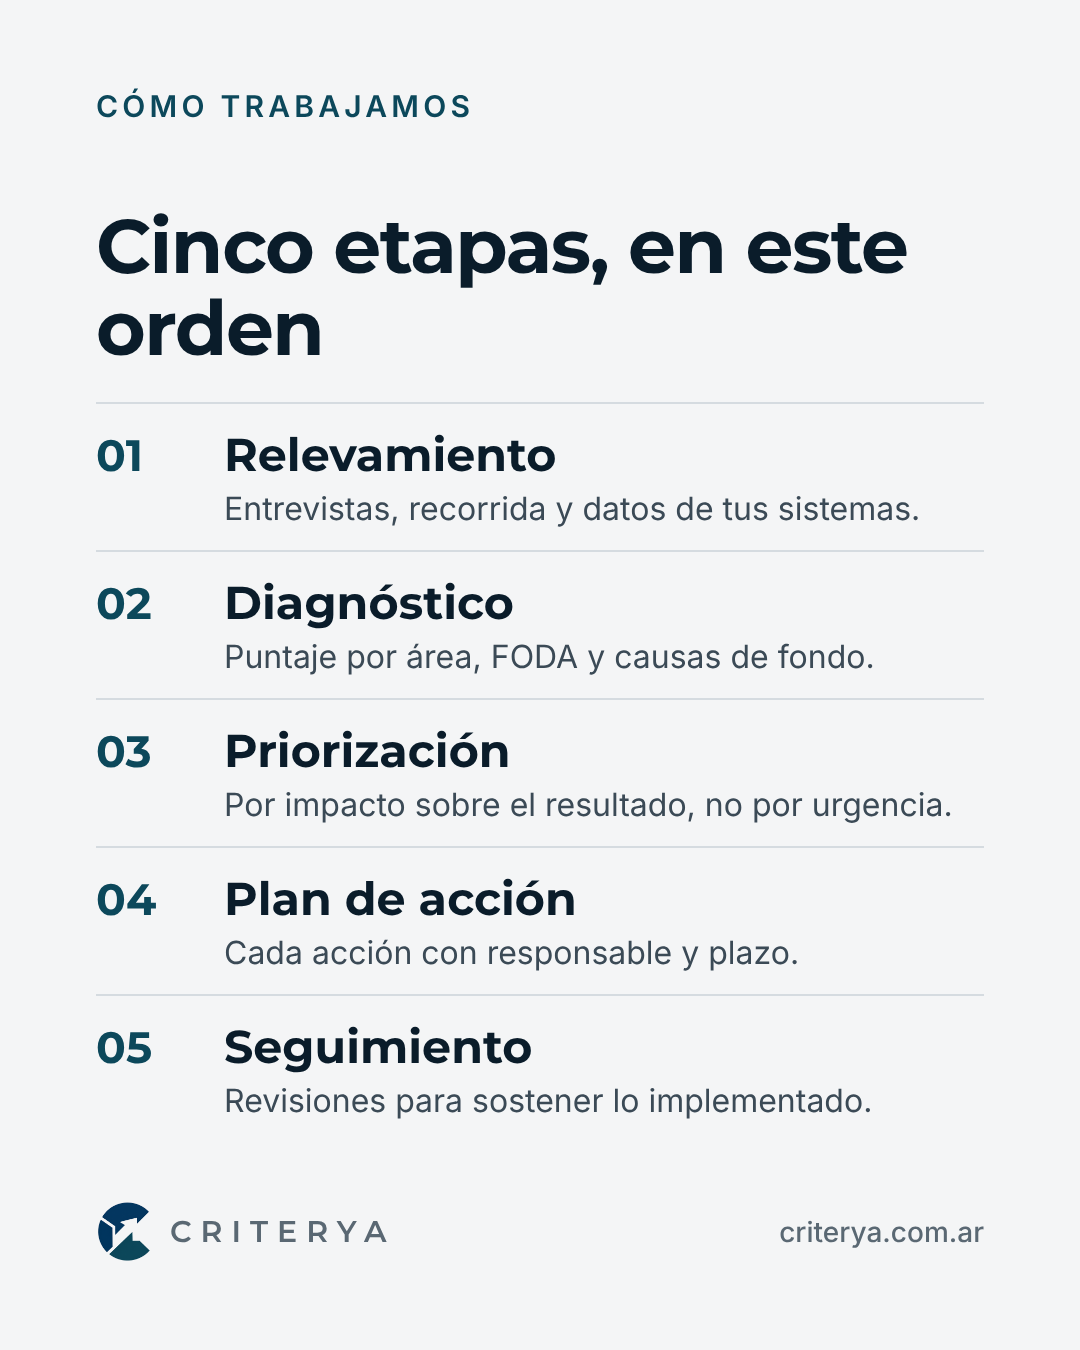 CÓMO TRABAJAMOS
Cinco etapas, en este
orden
01 Relevamiento
Entrevistas, recorrida y datos de tus sistemas.
02 Diagnóstico
Puntaje por área, FODA y causas de fondo.
03 Priorización
Por impacto sobre el resultado, no por urgencia.
04 Plan de acción
Cada acción con responsable y plazo.
05 Seguimiento
Revisiones para sostener lo implementado.
CRITERYA criterya.com.ar